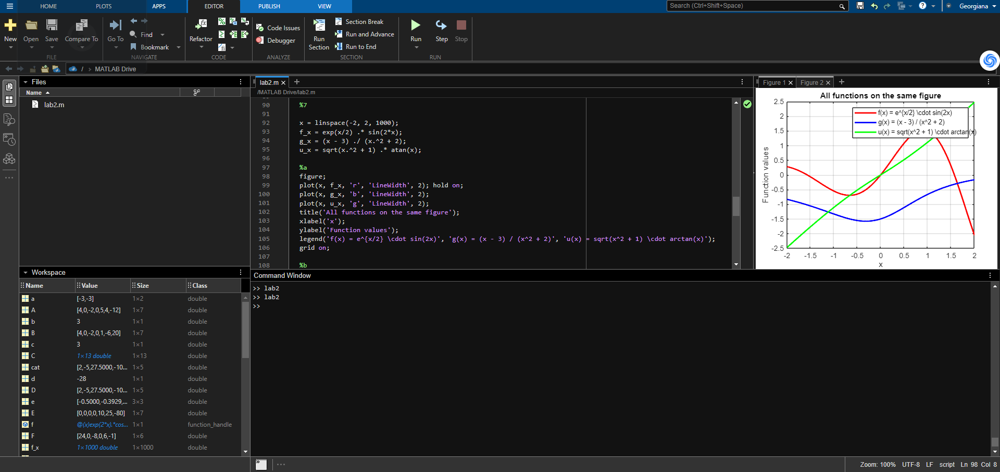 HOME PLOTS APPS EDITOR PUBLISH VIEW Search (Ctrl+Shift+Space) Georgiana
New Open Save Compare To
FILE
Go To Find Bookmark
NAVIGATE
Refactor
CODE
Code Issues
Debugger
ANALYZE
Run Section
Section Break
Run and Advance
Run to End
SECTION
Run Step Stop
RUN
/ > MATLAB Drive
Files
Name
lab2.m
Workspace
Name Value Size Class
a [-3,-3] 1×2 double
A [4,0,-2,0,5,4,-12] 1×7 double
b 3 1×1 double
B [4,0,-2,0,1,-6,20] 1×7 double
c 3 1×1 double
C 1×13 double 1×13 double
cat [2,-5,27.5000,-10... 1×5 double
d -28 1×1 double
D [2,-5,27.5000,-10... 1×5 double
e [-0.5000,-0.3929,... 3×3 double
E [0,0,0,0,10,25,-80] 1×7 double
f @(x)exp(2*x).*cos... 1×1 function_handle
F [24,0,-8,0,6,-1] 1×6 double
f_x 1×1000 double 1×1000 double
lab2.m
/MATLAB Drive/lab2.m
90 %7
91
92 x = linspace(-2, 2, 1000);
93 f_x = exp(x/2) .* sin(2*x);
94 g_x = (x - 3) ./ (x.^2 + 2);
95 u_x = sqrt(x.^2 + 1) .* atan(x);
96
97 %a
98 figure;
99 plot(x, f_x, 'r', 'LineWidth', 2); hold on;
100 plot(x, g_x, 'b', 'LineWidth', 2);
101 plot(x, u_x, 'g', 'LineWidth', 2);
102 title('All functions on the same figure');
103 xlabel('x');
104 ylabel('Function values');
105 legend('f(x) = e^{x/2} \cdot sin(2x)', 'g(x) = (x - 3) / (x^2 + 2)', 'u(x) = sqrt(x^2 + 1) \cdot arctan(x)');
106 grid on;
107
108 %b
Figure 1 Figure 2
All functions on the same figure
f(x) = e^{x/2} \cdot sin(2x)
g(x) = (x - 3) / (x^2 + 2)
u(x) = sqrt(x^2 + 1) \cdot arctan(x)
Function values
2.5
2
1.5
1
0.5
0
-0.5
-1
-1.5
-2
-2.5
-2 -1.5 -1 -0.5 0 0.5 1 1.5 2
x
Command Window
>> lab2
>> lab2
>>
Zoom: 100% UTF-8 LF script Ln 98 Col 8